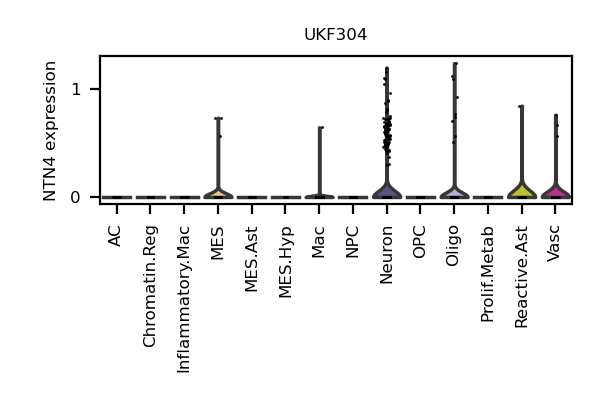 UKF304
NTN4 expression
1
0
AC
Chromatin.Reg
Inflammatory.Mac
MES
MES.Ast
MES.Hyp
Mac
NPC
Neuron
OPC
Oligo
Prolif.Metab
Reactive.Ast
Vasc